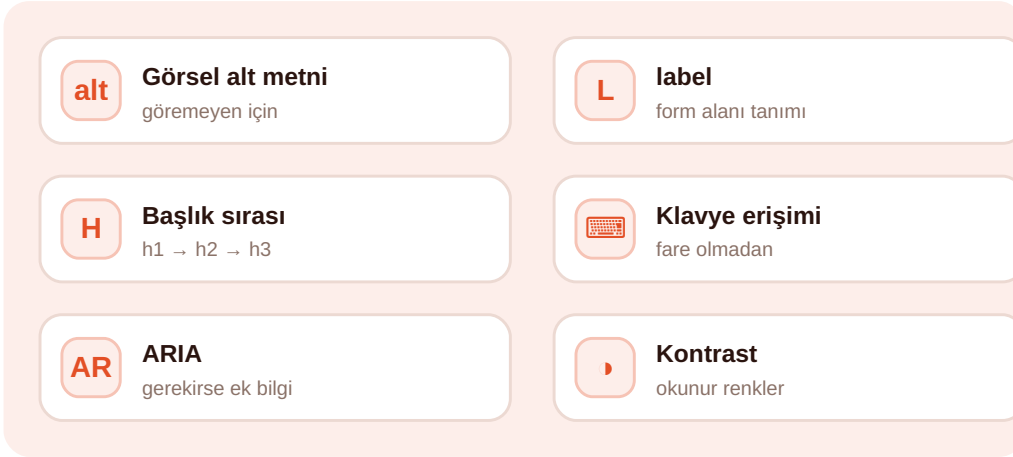 alt
Görsel alt metni
göremeyen için
L
label
form alanı tanımı
H
Başlık sırası
h1 → h2 → h3
Klavye erişimi
fare olmadan
AR
ARIA
gerekirse ek bilgi
Kontrast
okunur renkler